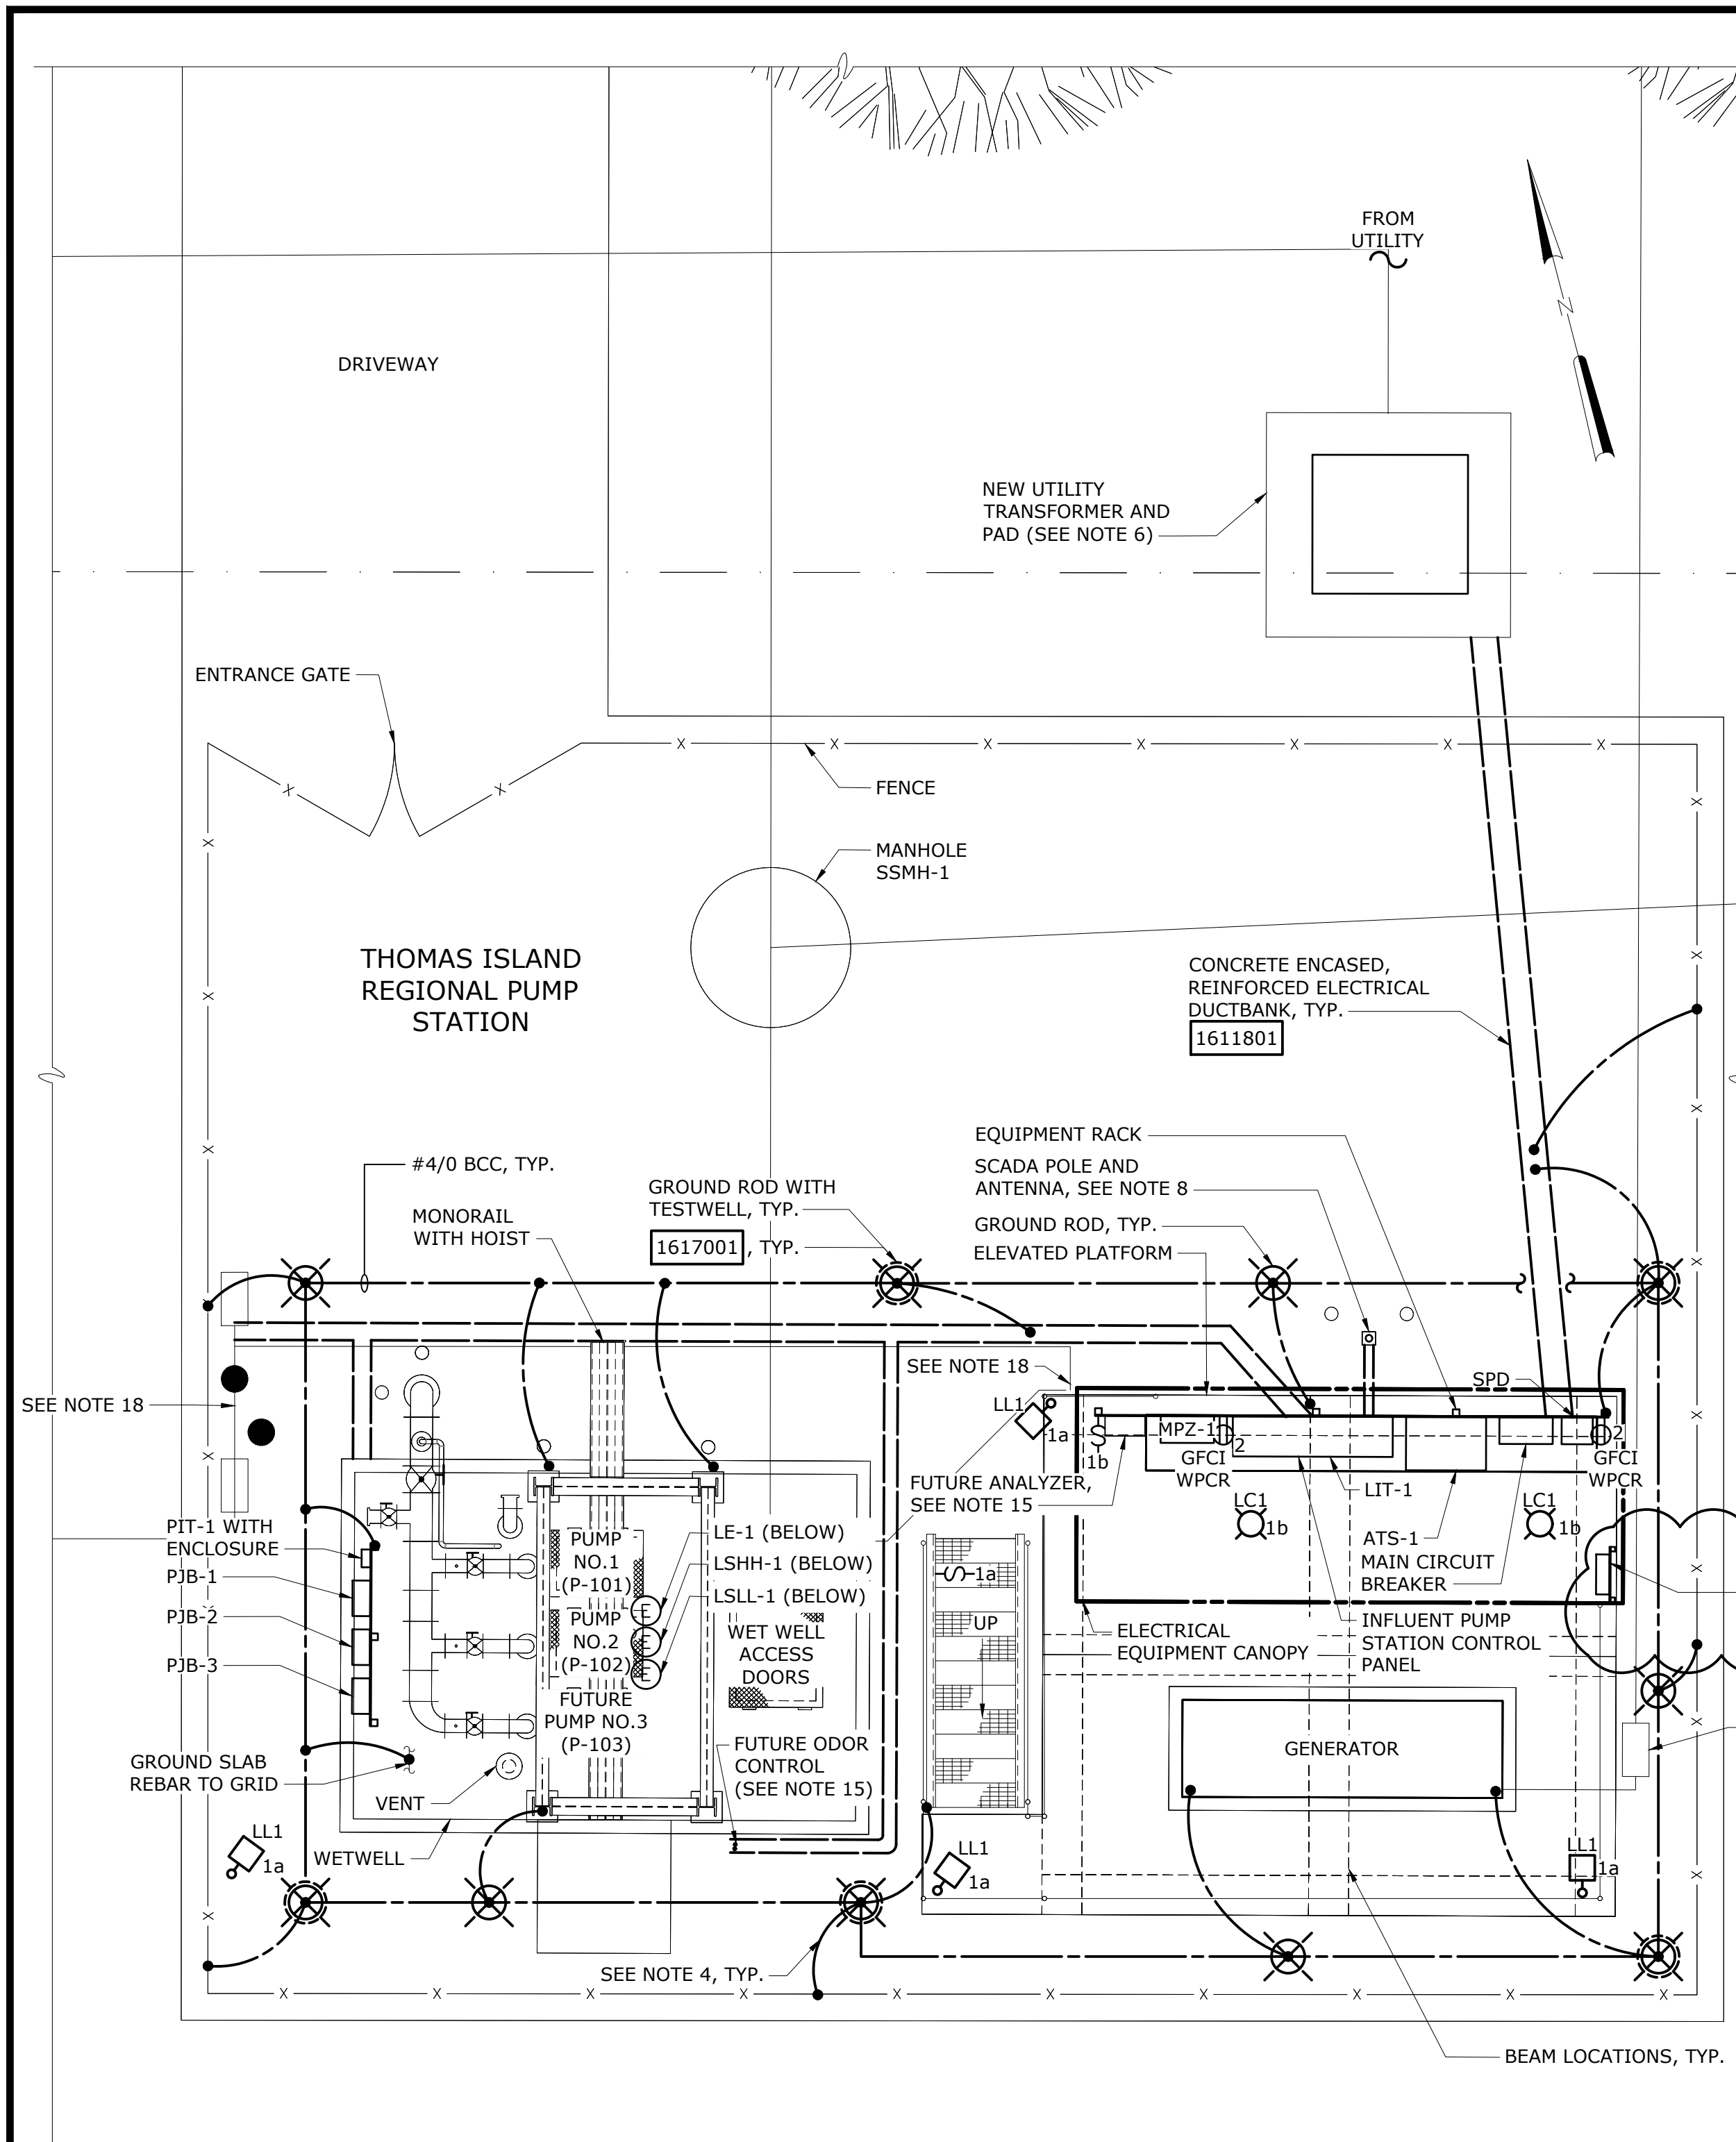 FROM
UTILITY
N
DRIVEWAY
NEW UTILITY
TRANSFORMER AND
PAD (SEE NOTE 6)
ENTRANCE GATE
X X X X X X X
X X
FENCE
MANHOLE
SSMH-1
THOMAS ISLAND
REGIONAL PUMP
STATION
CONCRETE ENCASED,
REINFORCED ELECTRICAL
DUCTBANK, TYP.
1611801
EQUIPMENT RACK
#4/0 BCC, TYP.
SCADA POLE AND
ANTENNA, SEE NOTE 8
GROUND ROD WITH
TESTWELL, TYP.
1617001, TYP.
MONORAIL
WITH HOIST
GROUND ROD, TYP.
ELEVATED PLATFORM
SEE NOTE 18
SEE NOTE 18
SPD
LL1
1a
S
1b
MPZ-1
2
GFCI
WPCR
2
GFCI
WPCR
FUTURE ANALYZER,
SEE NOTE 15
LIT-1
LC1
1b
LC1
1b
PIT-1 WITH
ENCLOSURE
PJB-1
PJB-2
PJB-3
PUMP
NO.1
(P-101)
PUMP
NO.2
(P-102)
FUTURE
PUMP NO.3
(P-103)
LE-1 (BELOW)
LSHH-1 (BELOW)
LSLL-1 (BELOW)
E
E
E
WET WELL
ACCESS
DOORS
S 1a
UP
ATS-1
MAIN CIRCUIT
BREAKER
ELECTRICAL
EQUIPMENT CANOPY
INFLUENT PUMP
STATION CONTROL
PANEL
FUTURE ODOR
CONTROL
(SEE NOTE 15)
GENERATOR
GROUND SLAB
REBAR TO GRID
VENT
WETWELL
LL1
1a
LL1
1a
LL1
1a
SEE NOTE 4, TYP.
X X X X X X X X X X
BEAM LOCATIONS, TYP.